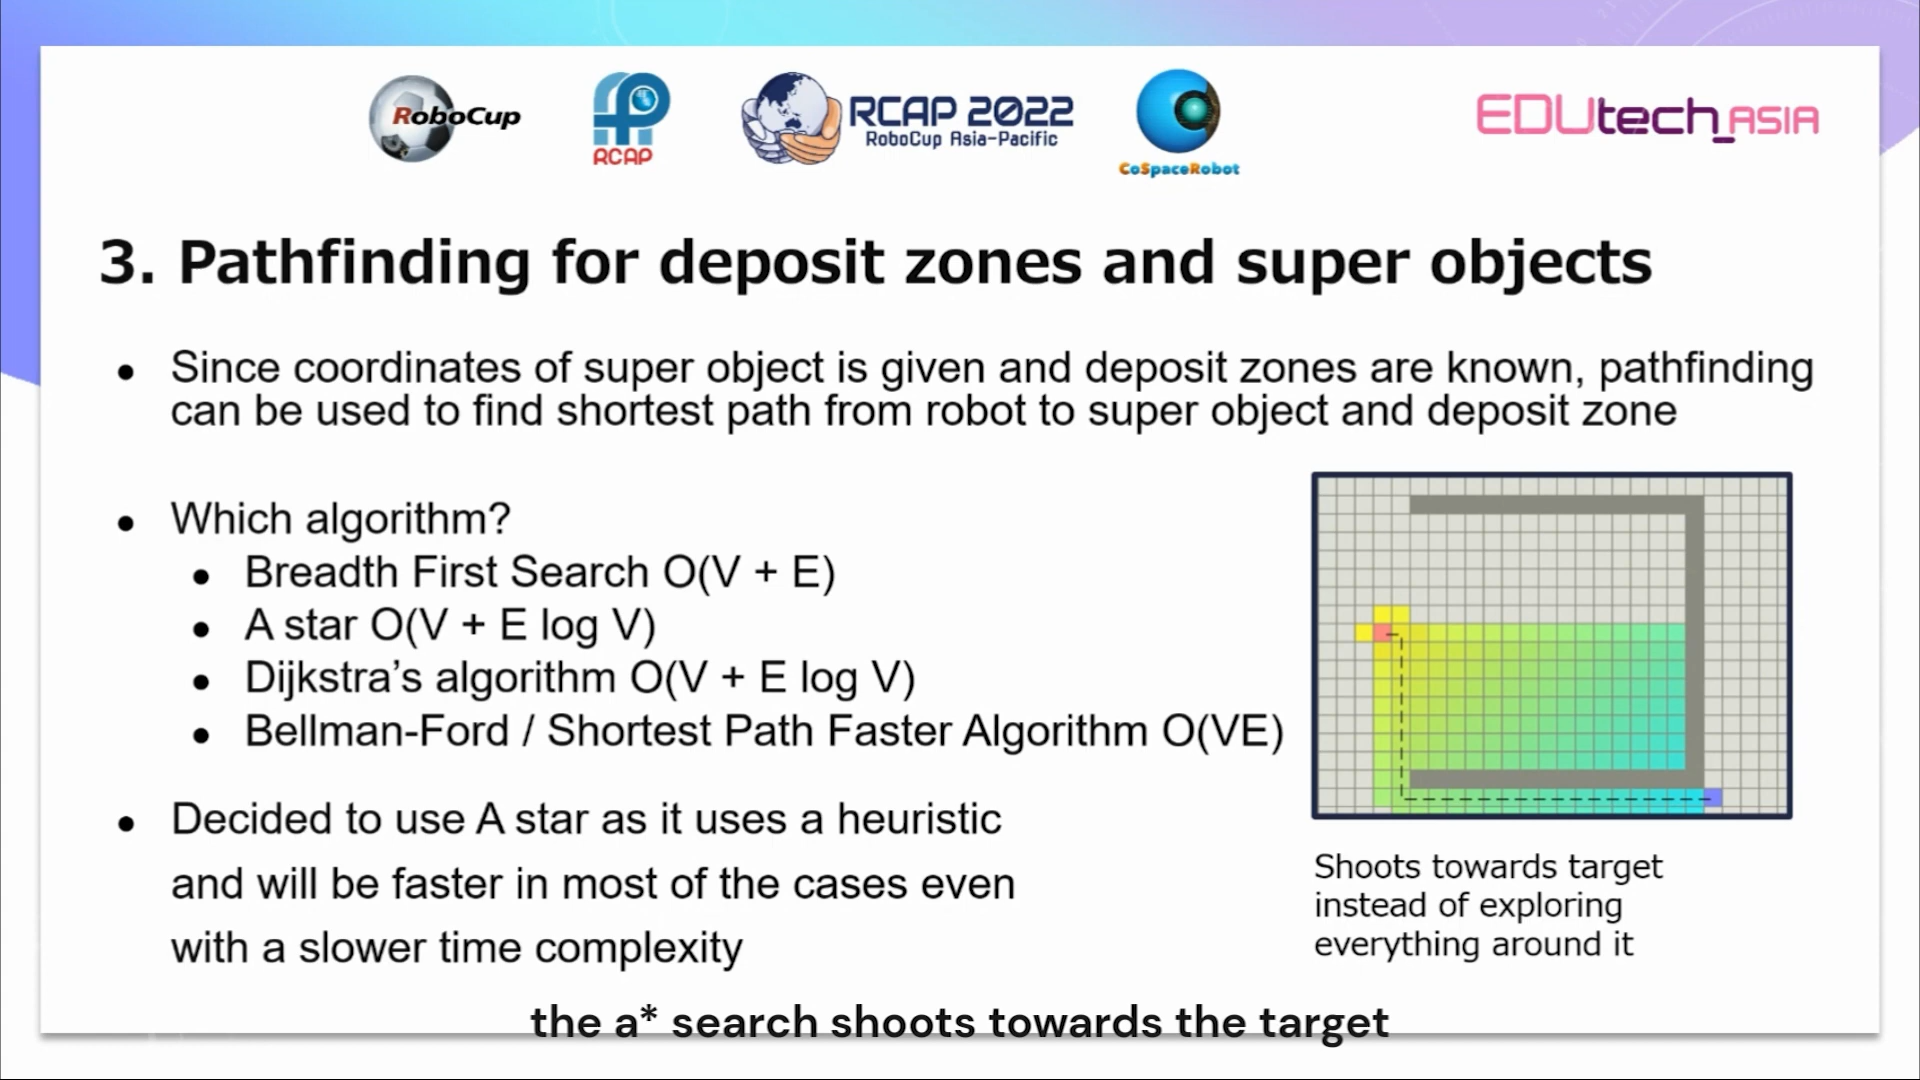 RoboCup
RCAP
RCAP 2022
RoboCup Asia-Pacific
CoSpaceRobot
EDUtech_ASIA
3. Pathfinding for deposit zones and super objects
• Since coordinates of super object is given and deposit zones are known, pathfinding
can be used to find shortest path from robot to super object and deposit zone
• Which algorithm?
• Breadth First Search O(V + E)
• A star O(V + E log V)
• Dijkstra’s algorithm O(V + E log V)
• Bellman-Ford / Shortest Path Faster Algorithm O(VE)
• Decided to use A star as it uses a heuristic
and will be faster in most of the cases even
with a slower time complexity
Shoots towards target
instead of exploring
everything around it
the a* search shoots towards the target